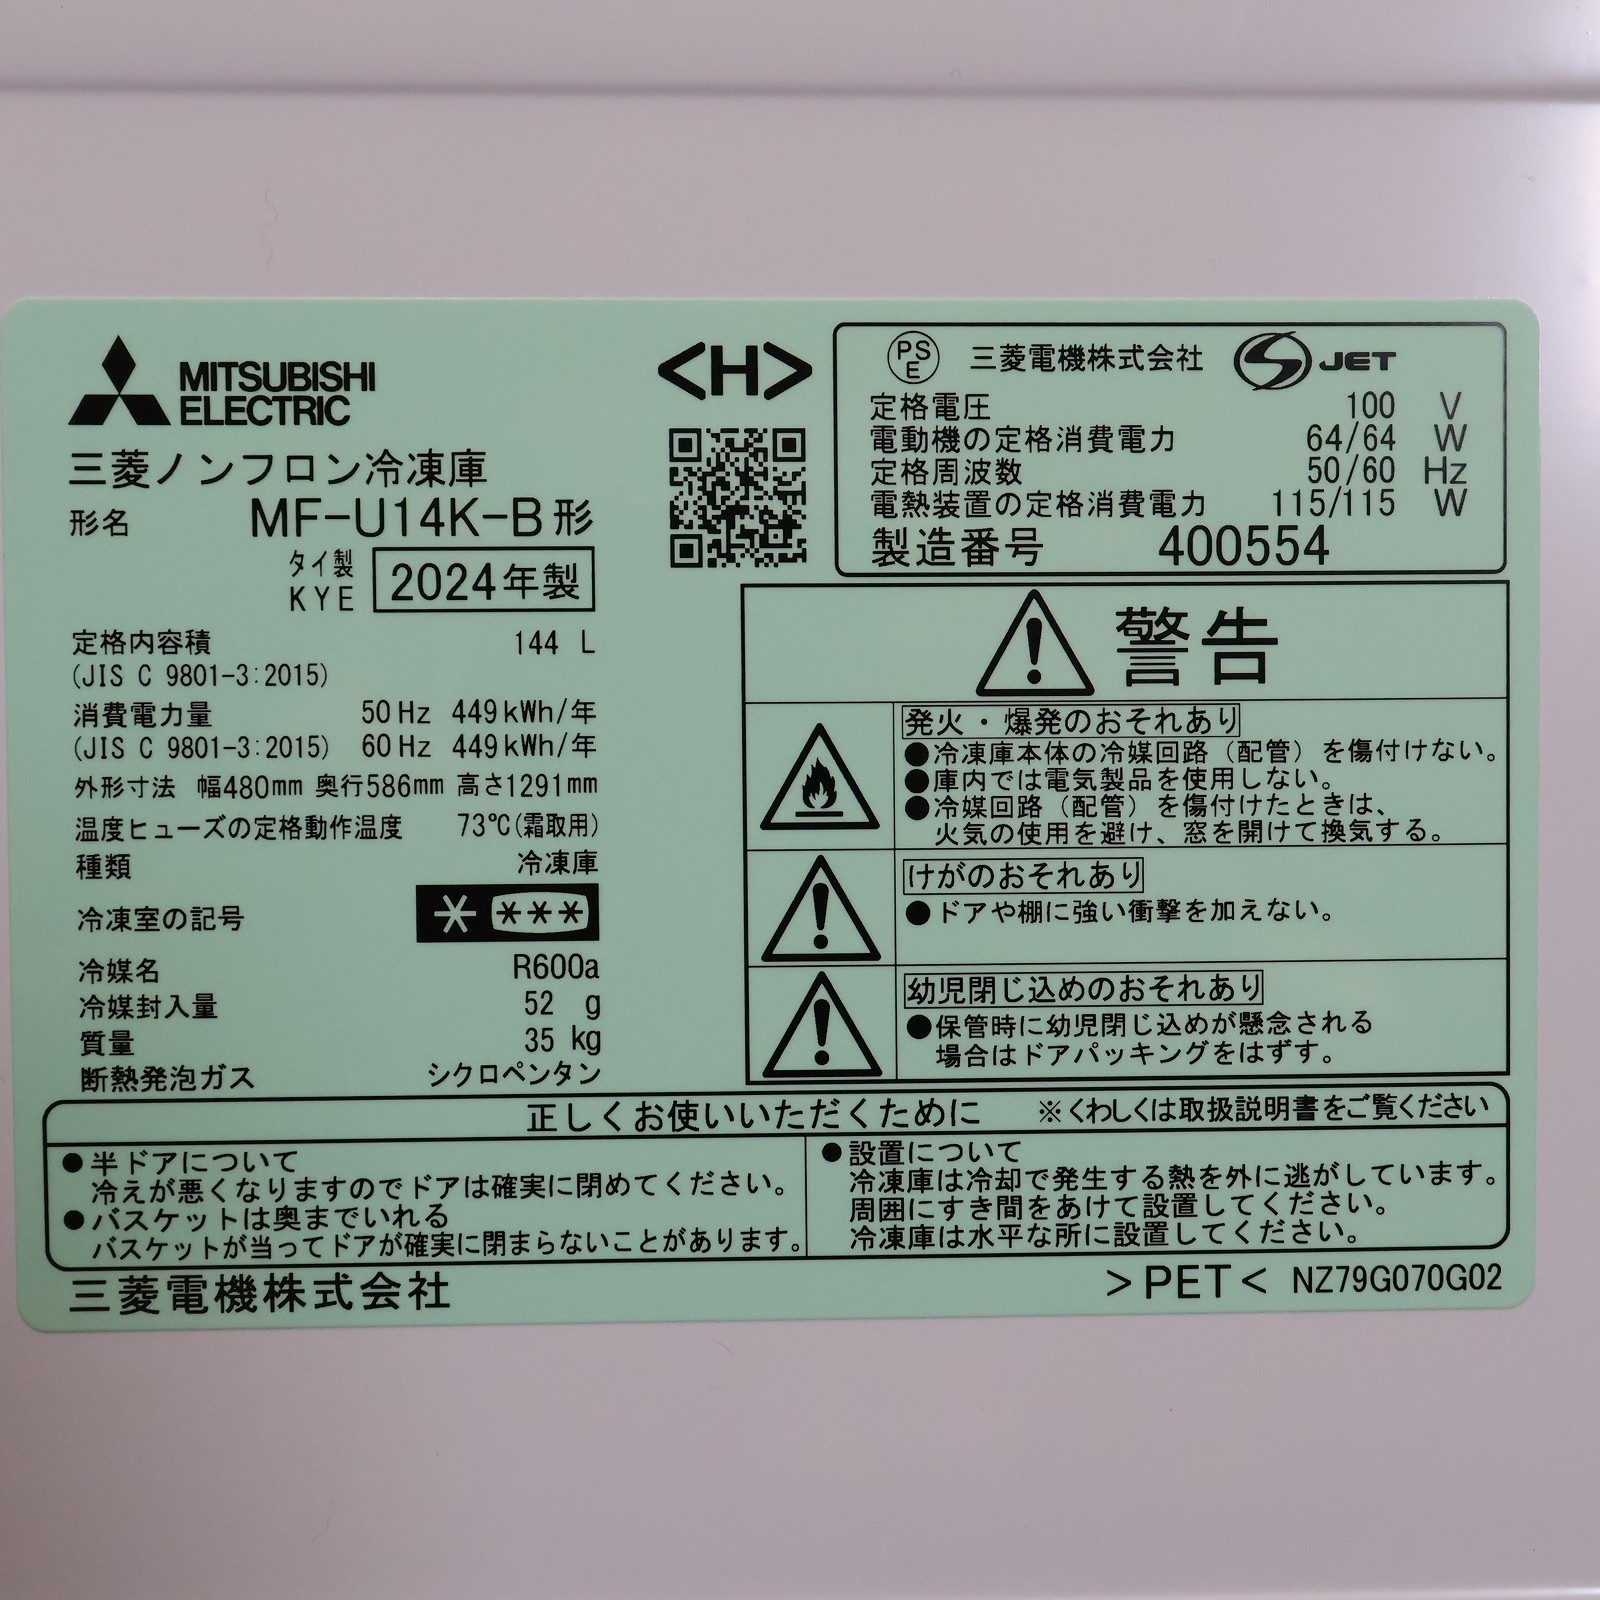 MITSUBISHI
ELECTRIC
三菱ノンフロン冷凍庫
形名 MF-U14K-B形
タイ製
KYE 2024年製
定格内容積 144 L
(JIS C 9801-3:2015)
消費電力量 50Hz 449kWh/年
(JIS C 9801-3:2015) 60Hz 449kWh/年
外形寸法 幅480mm 奥行586mm 高さ1291mm
温度ヒューズの定格動作温度 73℃(霜取用)
種類 冷凍庫
冷凍室の記号 * ***
冷媒名 R600a
冷媒封入量 52 g
質量 35 kg
断熱発泡ガス シクロペンタン
<H>
PSE 三菱電機株式会社 S JET
定格電圧 100 V
電動機の定格消費電力 64/64 W
定格周波数 50/60 Hz
電熱装置の定格消費電力 115/115 W
製造番号 400554
警告
発火・爆発のおそれあり
●冷凍庫本体の冷媒回路（配管）を傷付けない。
●庫内では電気製品を使用しない。
●冷媒回路（配管）を傷付けたときは、
火気の使用を避け、窓を開けて換気する。
けがのおそれあり
●ドアや棚に強い衝撃を加えない。
幼児閉じ込めのおそれあり
●保管時に幼児閉じ込めが懸念される
場合はドアパッキングをはずす。
正しくお使いいただくために ※くわしくは取扱説明書をご覧ください
●半ドアについて
冷えが悪くなりますのでドアは確実に閉めてください。
●バスケットは奥までいれる
バスケットが当ってドアが確実に閉まらないことがあります。
●設置について
冷凍庫は冷却で発生する熱を外に逃がしています。
周囲にすき間をあけて設置してください。
冷凍庫は水平な所に設置してください。
三菱電機株式会社 >PET< NZ79G070G02